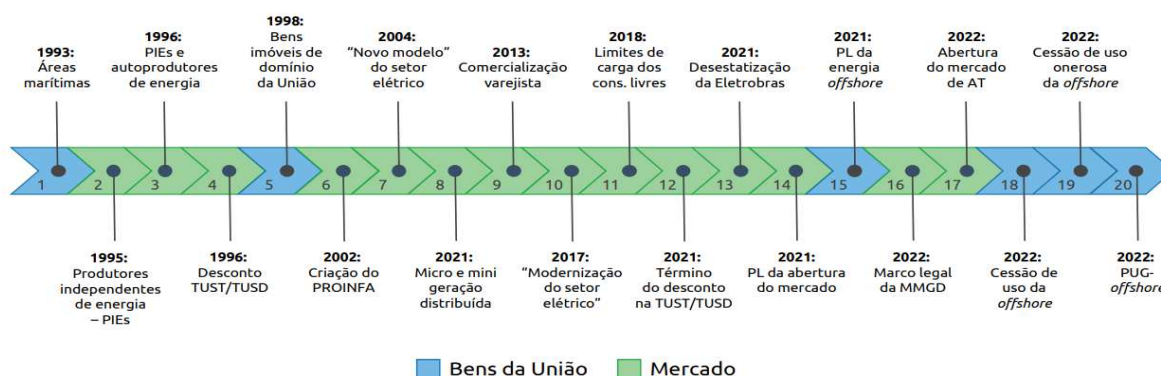 1993:
Áreas
marítimas
1996:
PIEs e
autoprodutores
de energia
1998:
Bens
imóveis de
domínio
da União
2004:
“Novo modelo”
do setor
elétrico
2013:
Comercialização
varejista
2018:
Limites de
carga dos
cons. livres
2021:
Desestatização
da Eletrobras
2021:
PL da
energia
offshore
2022:
Abertura
do mercado
de AT
2022:
Cessão de uso
onerosa
da offshore
1 2 3 4 5 6 7 8 9 10 11 12 13 14 15 16 17 18 19 20
1995:
Produtores
independentes
de energia
– PIEs
1996:
Desconto
TUST/TUSD
2002:
Criação do
PROINFA
2021:
Micro e mini
geração
distribuída
2017:
“Modernização
do setor
elétrico”
2021:
Término
do desconto
na TUST/TUSD
2021:
PL da abertura
do mercado
2022:
Marco legal
da MMGD
2022:
Cessão de
uso da
offshore
2022:
PUG-
offshore
Bens da União
Mercado